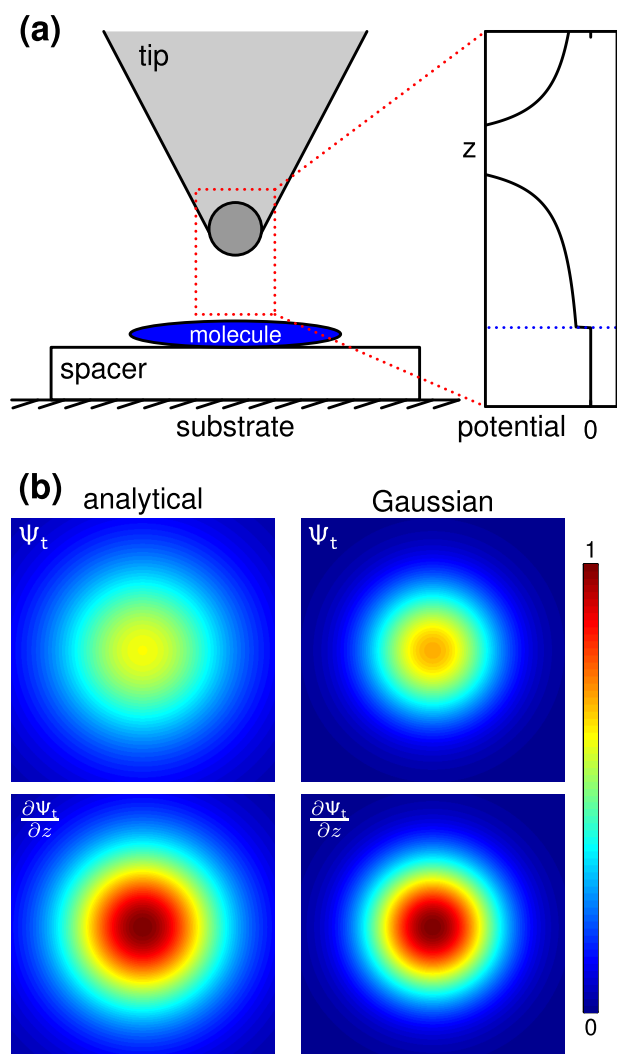 (a)
tip
z
molecule
spacer
substrate
potential 0
(b)
analytical
Gaussian
Ψt
Ψt
1
∂Ψt
∂z
∂Ψt
∂z
0